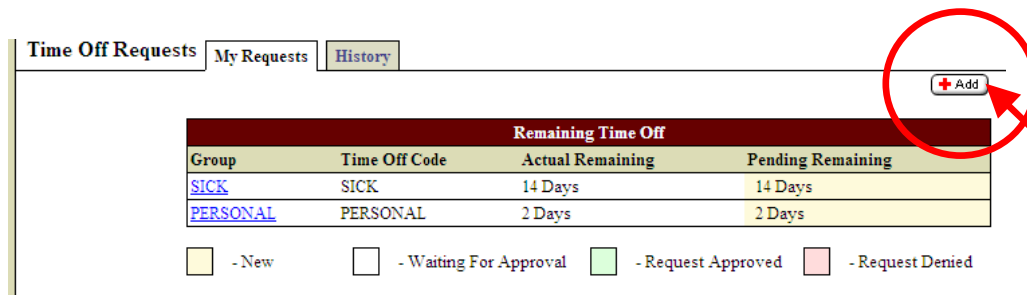 Time Off Requests My Requests History
Add
Remaining Time Off
Group Time Off Code Actual Remaining Pending Remaining
SICK SICK 14 Days 14 Days
PERSONAL PERSONAL 2 Days 2 Days
- New - Waiting For Approval - Request Approved - Request Denied